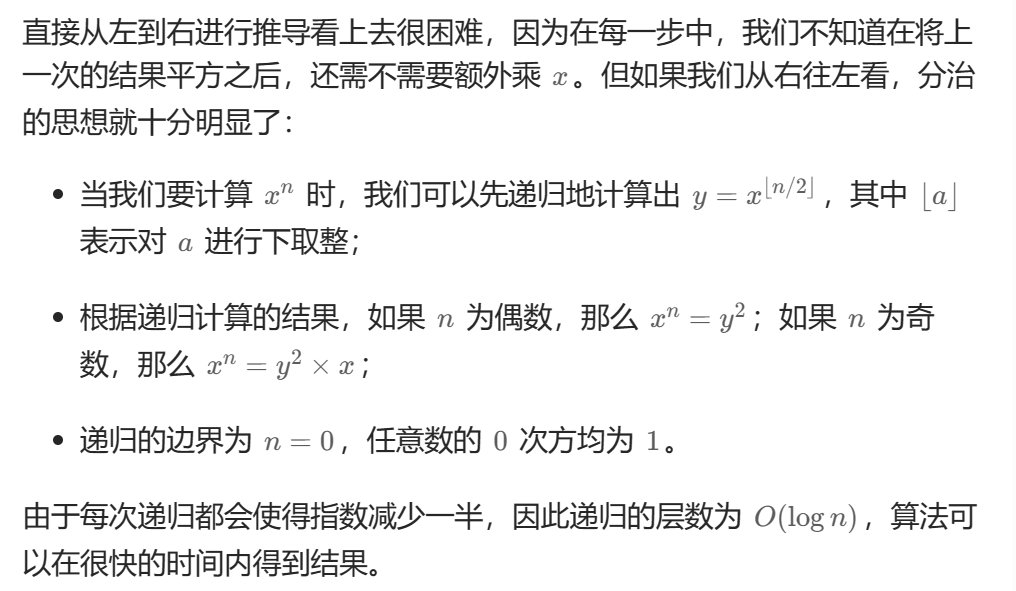 直接从左到右进行推导看上去很困难，因为在每一步中，我们不知道在将上
一次的结果平方之后，还需不需要额外乘 x。但如果我们从右往左看，分治
的思想就十分明显了：
• 当我们要计算 xⁿ 时，我们可以先递归地计算出 y = x^⌊n/2⌋，其中 ⌊a⌋
表示对 a 进行下取整；
• 根据递归计算的结果，如果 n 为偶数，那么 xⁿ = y²；如果 n 为奇
数，那么 xⁿ = y² × x；
• 递归的边界为 n = 0，任意数的 0 次方均为 1。
由于每次递归都会使得指数减少一半，因此递归的层数为 O(log n)，算法可
以在很快的时间内得到结果。